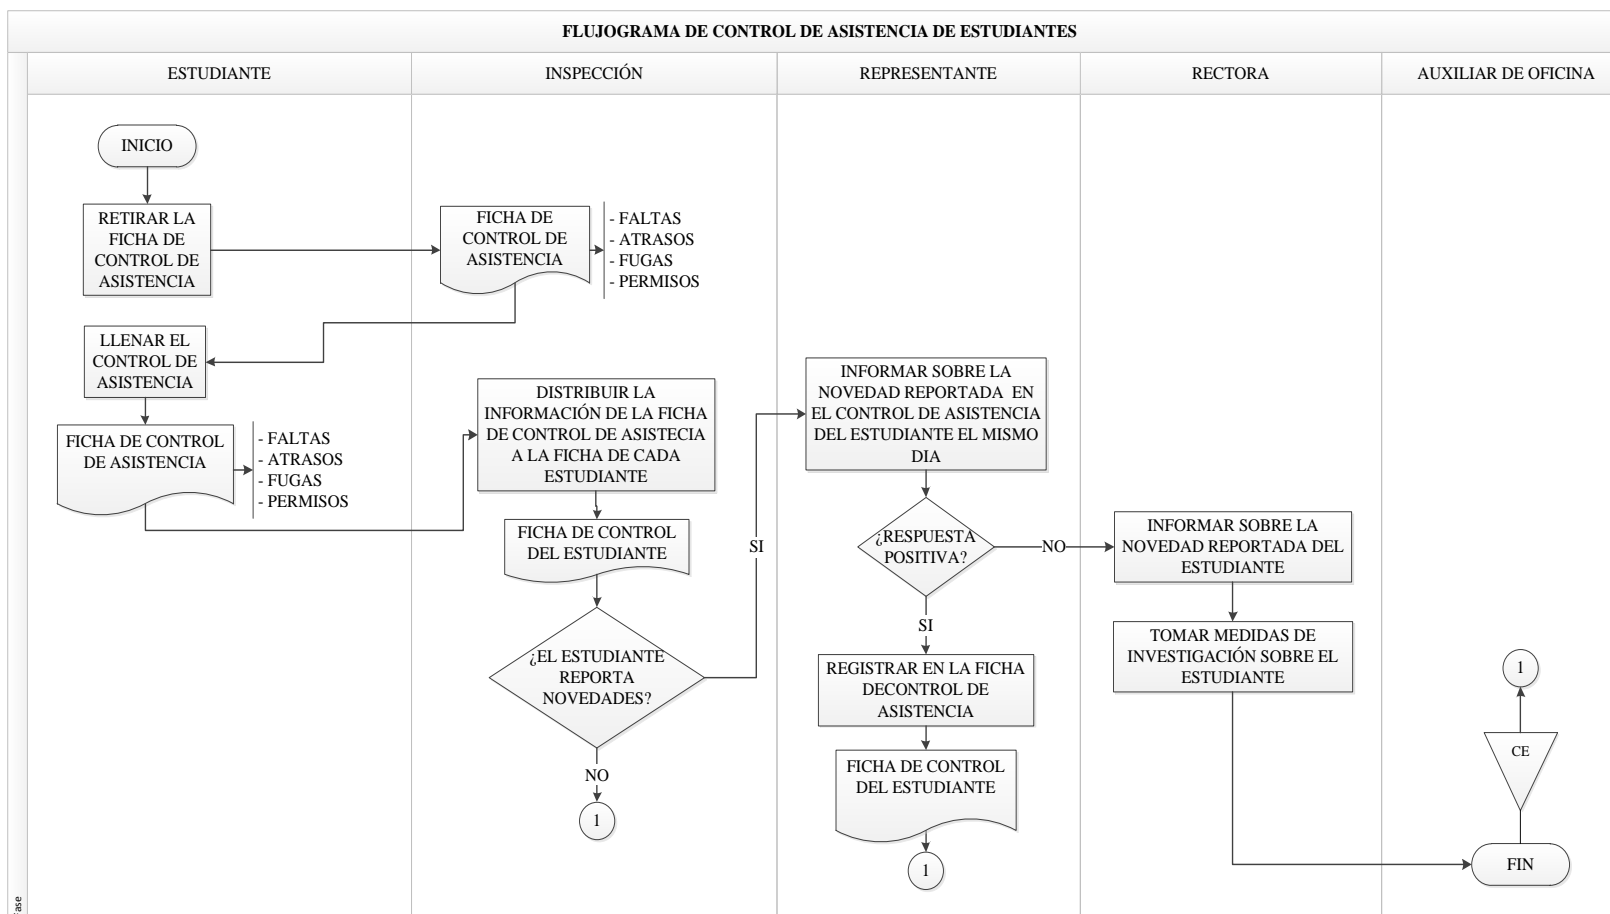 FLUJOGRAMA DE CONTROL DE ASISTENCIA DE ESTUDIANTES
ESTUDIANTE
INSPECCIÓN
REPRESENTANTE
RECTORA
AUXILIAR DE OFICINA
INICIO
RETIRAR LA
FICHA DE
CONTROL DE
ASISTENCIA
FICHA DE
CONTROL DE
ASISTENCIA
- FALTAS
- ATRASOS
- FUGAS
- PERMISOS
LLENAR EL
CONTROL DE
ASISTENCIA
FICHA DE CONTROL
DE ASISTENCIA
- FALTAS
- ATRASOS
- FUGAS
- PERMISOS
DISTRIBUIR LA
INFORMACIÓN DE LA FICHA
DE CONTROL DE ASISTECIA
A LA FICHA DE CADA
ESTUDIANTE
FICHA DE CONTROL
DEL ESTUDIANTE
¿EL ESTUDIANTE
REPORTA
NOVEDADES?
NO
1
SI
INFORMAR SOBRE LA
NOVEDAD REPORTADA EN
EL CONTROL DE ASISTENCIA
DEL ESTUDIANTE EL MISMO
DIA
¿RESPUESTA
POSITIVA?
NO
SI
REGISTRAR EN LA FICHA
DECONTROL DE
ASISTENCIA
FICHA DE CONTROL
DEL ESTUDIANTE
1
INFORMAR SOBRE LA
NOVEDAD REPORTADA DEL
ESTUDIANTE
TOMAR MEDIDAS DE
INVESTIGACIÓN SOBRE EL
ESTUDIANTE
1
CE
FIN